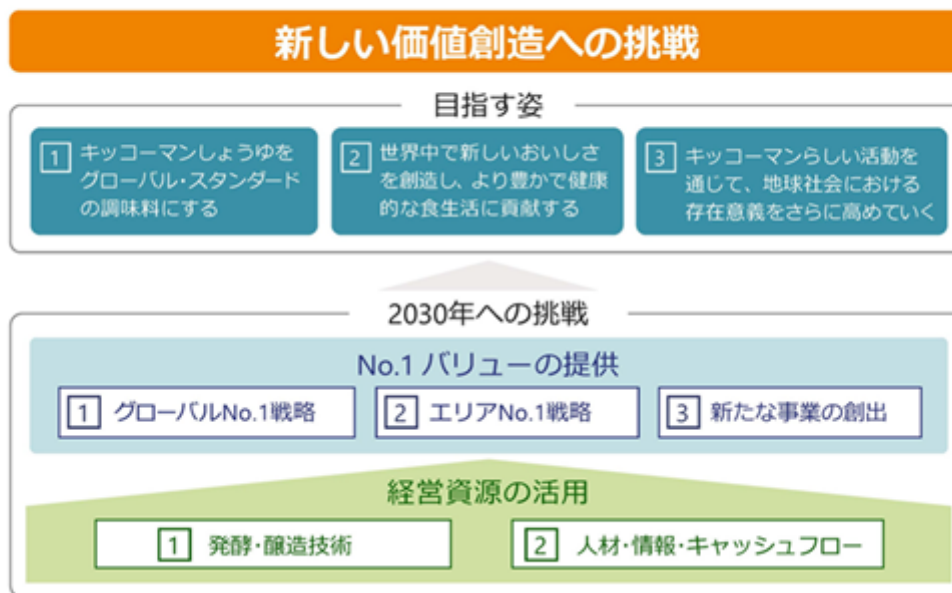 新しい価値創造への挑戦
目指す姿
1 キッコーマンしょうゆを
グローバル・スタンダード
の調味料にする
2 世界中で新しいおいしさ
を創造し、より豊かで健康
的な食生活に貢献する
3 キッコーマンらしい活動を
通じて、地球社会における
存在意義をさらに高めていく
2030年への挑戦
No.1 バリューの提供
1 グローバルNo.1戦略
2 エリアNo.1戦略
3 新たな事業の創出
経営資源の活用
1 発酵・醸造技術
2 人材・情報・キャッシュフロー